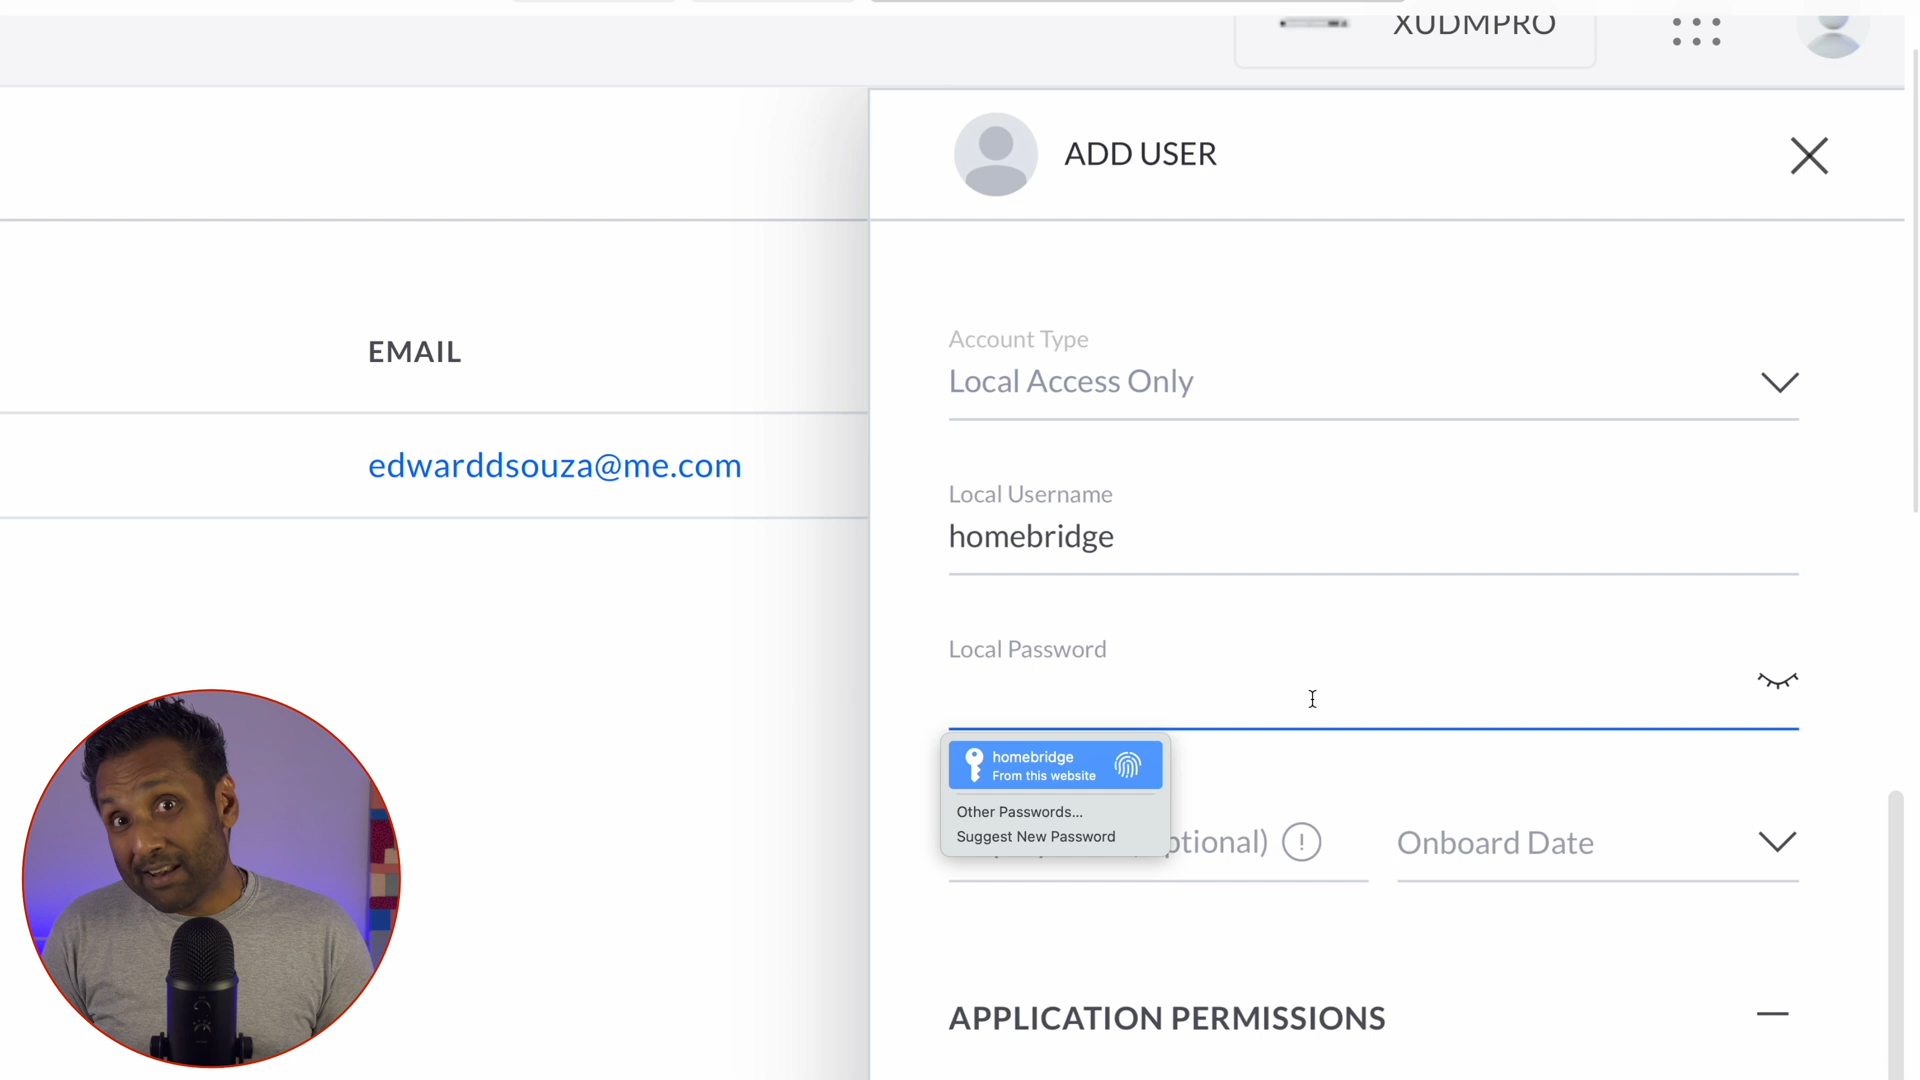 XUDMPRO
ADD USER
Account Type
Local Access Only
EMAIL
edwarddsouza@me.com
Local Username
homebridge
Local Password
homebridge
From this website
Other Passwords...
Suggest New Password
Onboard Date
APPLICATION PERMISSIONS